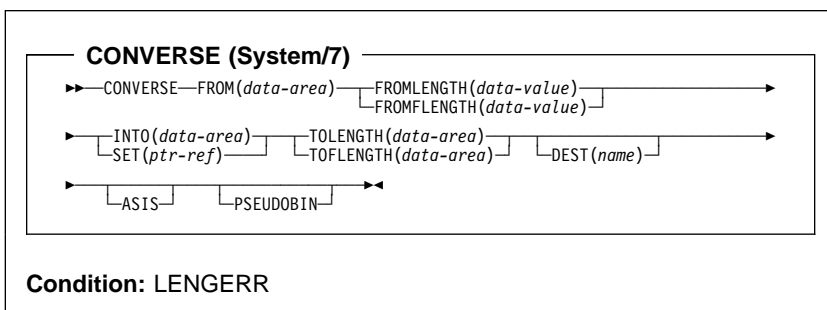 CONVERSE (System/7)
CONVERSE FROM(data-area) FROMLENGTH(data-value)
FROMFLENGTH(data-value)
INTO(data-area) TOLENGTH(data-area)
SET(ptr-ref) TOFLENGTH(data-area) DEST(name)
ASIS PSEUDOBIN
Condition: LENGERR